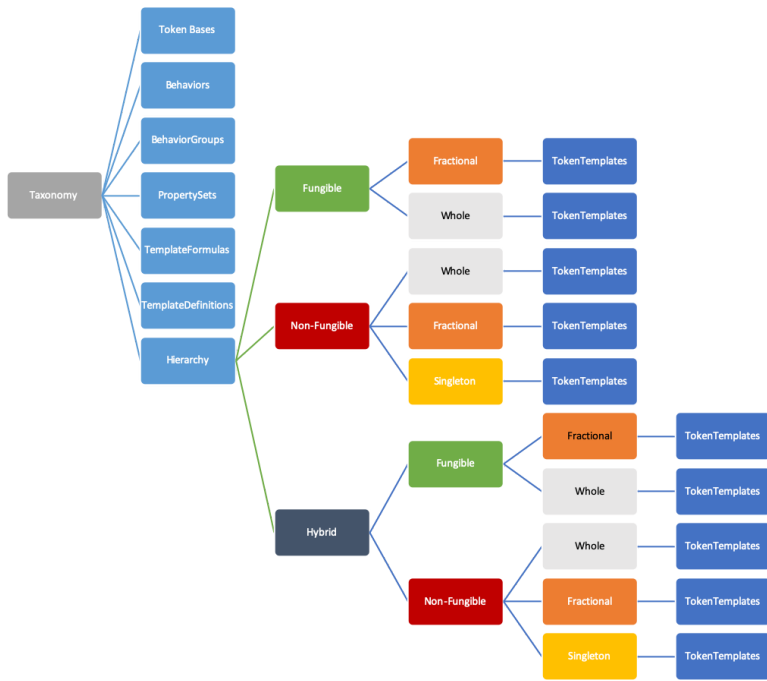 Token Bases
Behaviors
BehaviorGroups
Taxonomy
PropertySets
TemplateFormulas
TemplateDefinitions
Hierarchy
Fungible
Fractional
TokenTemplates
Whole
TokenTemplates
Non-Fungible
Whole
TokenTemplates
Fractional
TokenTemplates
Singleton
TokenTemplates
Hybrid
Fungible
Fractional
TokenTemplates
Whole
TokenTemplates
Non-Fungible
Whole
TokenTemplates
Fractional
TokenTemplates
Singleton
TokenTemplates